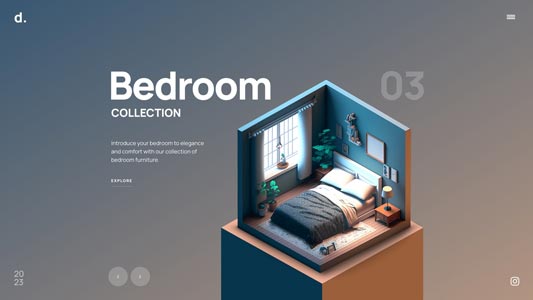 d.
Bedroom
03
COLLECTION
Introduce your bedroom to elegance
and comfort with our collection of
bedroom furniture.
EXPLORE
20
23